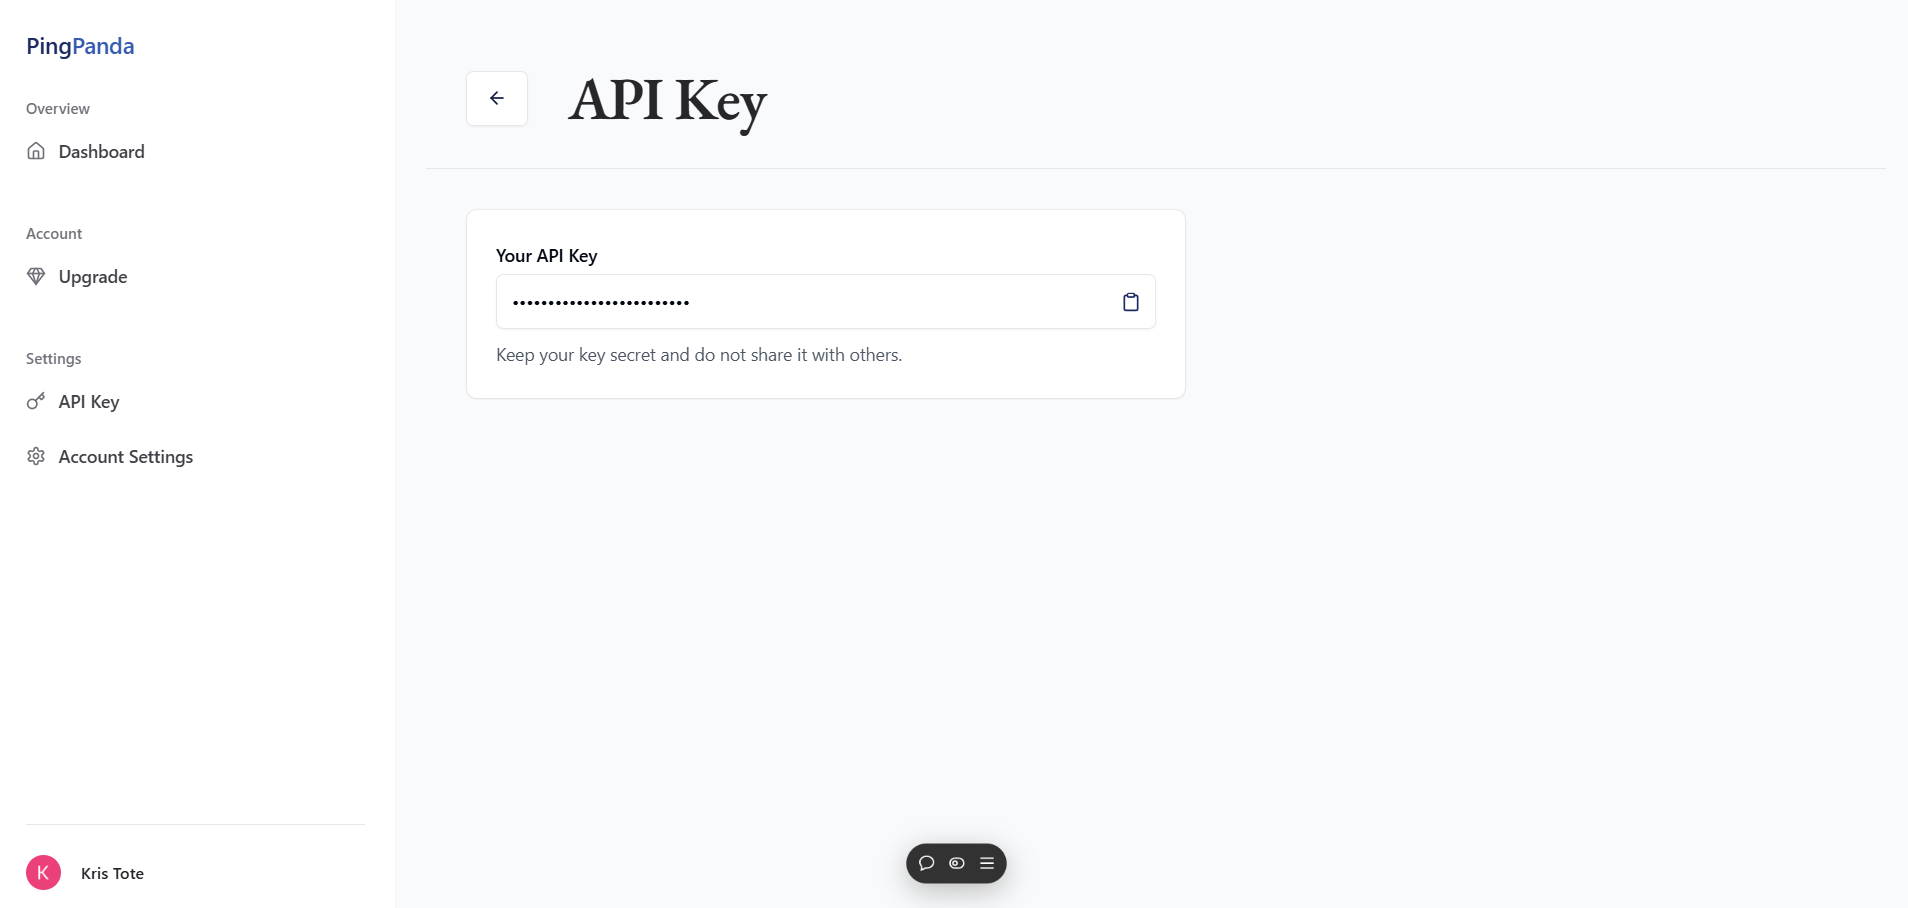 PingPanda
Overview
Dashboard
Account
Upgrade
Settings
API Key
Account Settings
K
Kris Tote
API Key
Your API Key
•••••••••••••••••••••••••
Keep your key secret and do not share it with others.